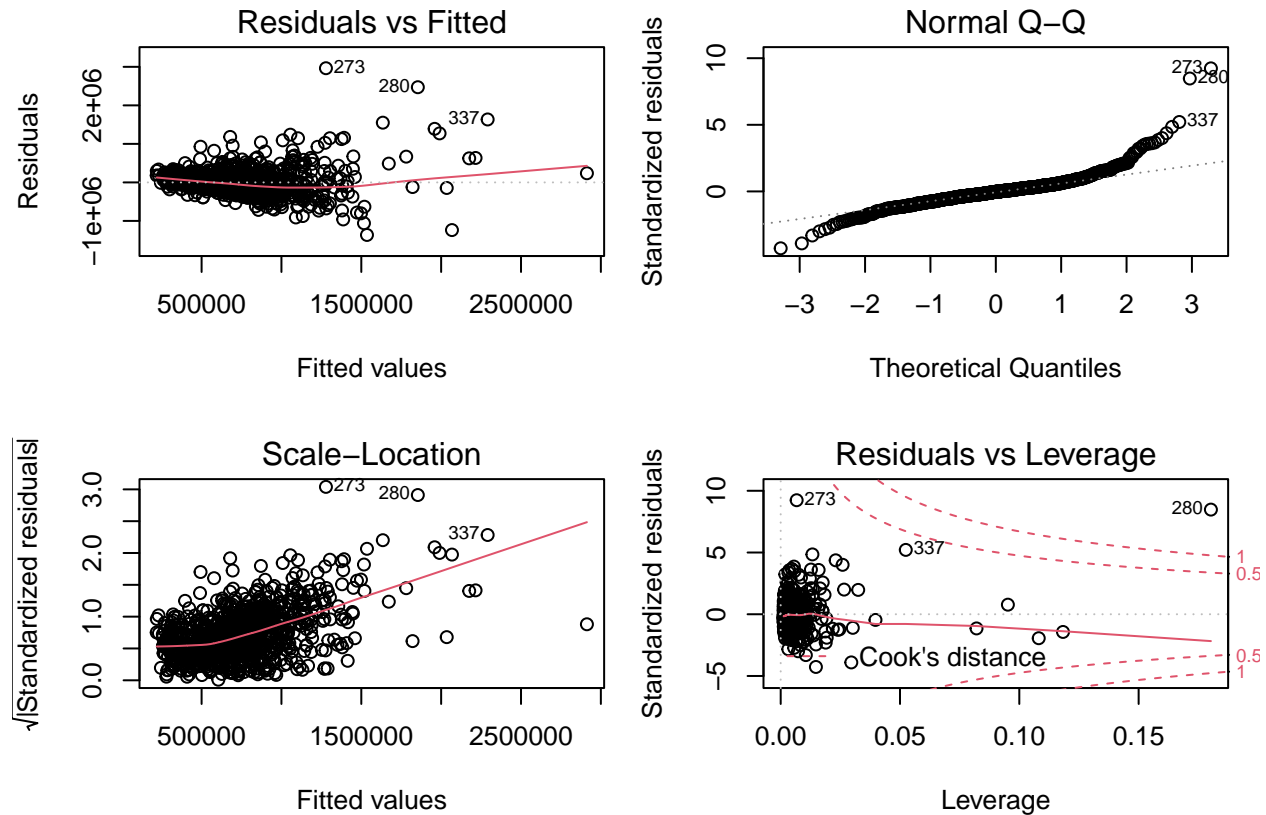 Residuals vs Fitted
Residuals
−1e+06
2e+06
273
280
337
500000
1500000
2500000
Fitted values
Normal Q−Q
Standardized residuals
0
5
10
273
280
337
−3
−2
−1
0
1
2
3
Theoretical Quantiles
Scale−Location
√|Standardized residuals|
0.0
1.0
2.0
3.0
273
280
337
500000
1500000
2500000
Fitted values
Residuals vs Leverage
Standardized residuals
−5
0
5
10
273
280
337
1
0.5
0.5
1
Cook's distance
0.00
0.05
0.10
0.15
Leverage